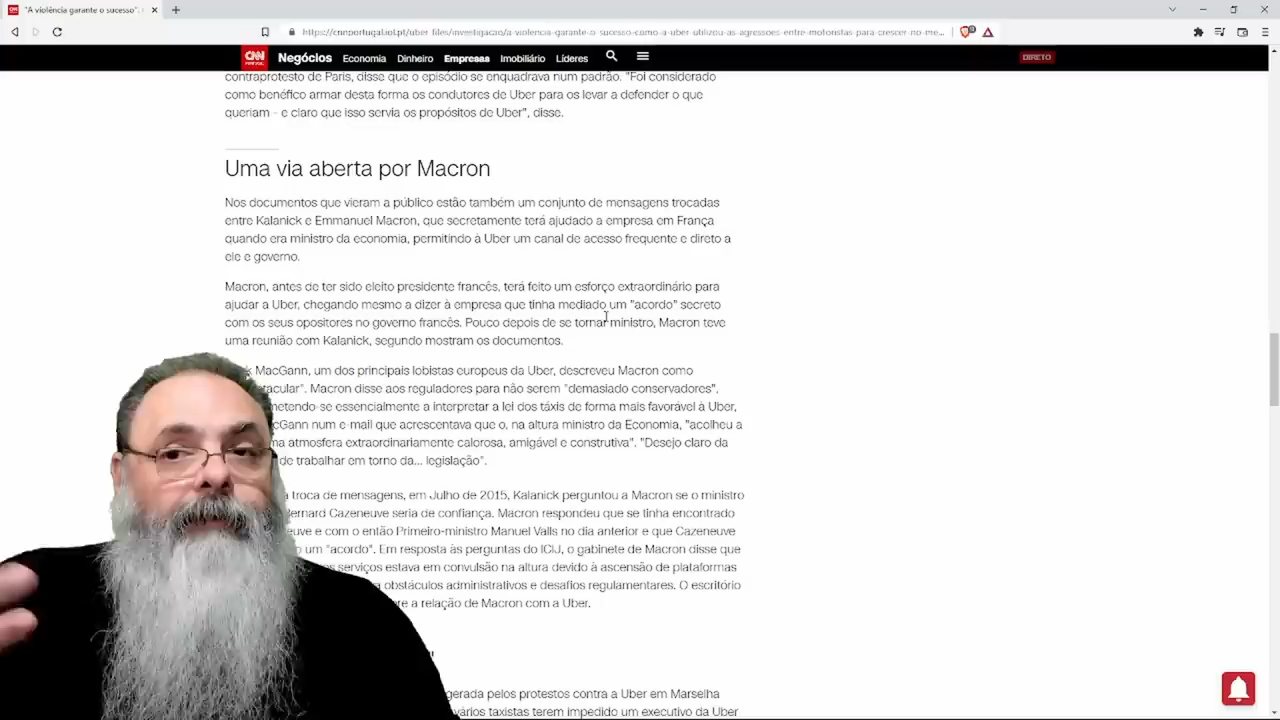 "A violência garante o sucesso".
https://cnnportugal.iol.pt/uber-files/investigacao/a-violencia-garante-o-sucesso-como-a-uber-utilizou-as-agressoes-entre-motoristas-para-crescer-no-me...
CNN PORTUGAL Negócios Economia Dinheiro Empresas Imobiliário Líderes DIRETO
contraprotesto de Paris, disse que o episódio se enquadrava num padrão. "Foi considerado
como benéfico armar desta forma os condutores de Uber para os levar a defender o que
queriam - e claro que isso servia os propósitos de Uber", disse.
Uma via aberta por Macron
Nos documentos que vieram a público estão também um conjunto de mensagens trocadas
entre Kalanick e Emmanuel Macron, que secretamente terá ajudado a empresa em França
quando era ministro da economia, permitindo à Uber um canal de acesso frequente e direto a
ele e governo.
Macron, antes de ter sido eleito presidente francês, terá feito um esforço extraordinário para
ajudar a Uber, chegando mesmo a dizer à empresa que tinha mediado um "acordo" secreto
com os seus opositores no governo francês. Pouco depois de se tornar ministro, Macron teve
uma reunião com Kalanick, segundo mostram os documentos.
MacGann, um dos principais lobistas europeus da Uber, descreveu Macron como
tacular". Macron disse aos reguladores para não serem "demasiado conservadores",
metendo-se essencialmente a interpretar a lei dos táxis de forma mais favorável à Uber,
cGann num e-mail que acrescentava que o, na altura ministro da Economia, "acolheu a
ma atmosfera extraordinariamente calorosa, amigável e construtiva". "Desejo claro da
de trabalhar em torno da... legislação".
a troca de mensagens, em Julho de 2015, Kalanick perguntou a Macron se o ministro
ernard Cazeneuve seria de confiança. Macron respondeu que se tinha encontrado
euve e com o então Primeiro-ministro Manuel Valls no dia anterior e que Cazeneuve
o um "acordo". Em resposta às perguntas do ICIJ, o gabinete de Macron disse que
os serviços estava em convulsão na altura devido à ascensão de plataformas
a obstáculos administrativos e desafios regulamentares. O escritório
re a relação de Macron com a Uber.
gerada pelos protestos contra a Uber em Marselha
vários taxistas terem impedido um executivo da Uber